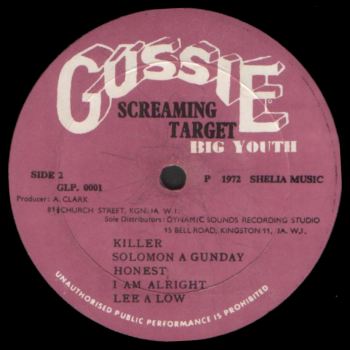 GUSSIE
SCREAMING
TARGET
BIG YOUTH
SIDE 2
GLP. 0001
P 1972 SHELIA MUSIC
Producer: A. CLARK
81½ CHURCH STREET, KGN. JA W.I.
Sole Distributors: DYNAMIC SOUNDS RECORDING STUDIO
15 BELL ROAD, KINGSTON 11, JA. W.I.
KILLER
SOLOMON A GUNDAY
HONEST
I AM ALRIGHT
LEE A LOW
UNAUTHORISED PUBLIC PERFORMANCE IS PROHIBITED